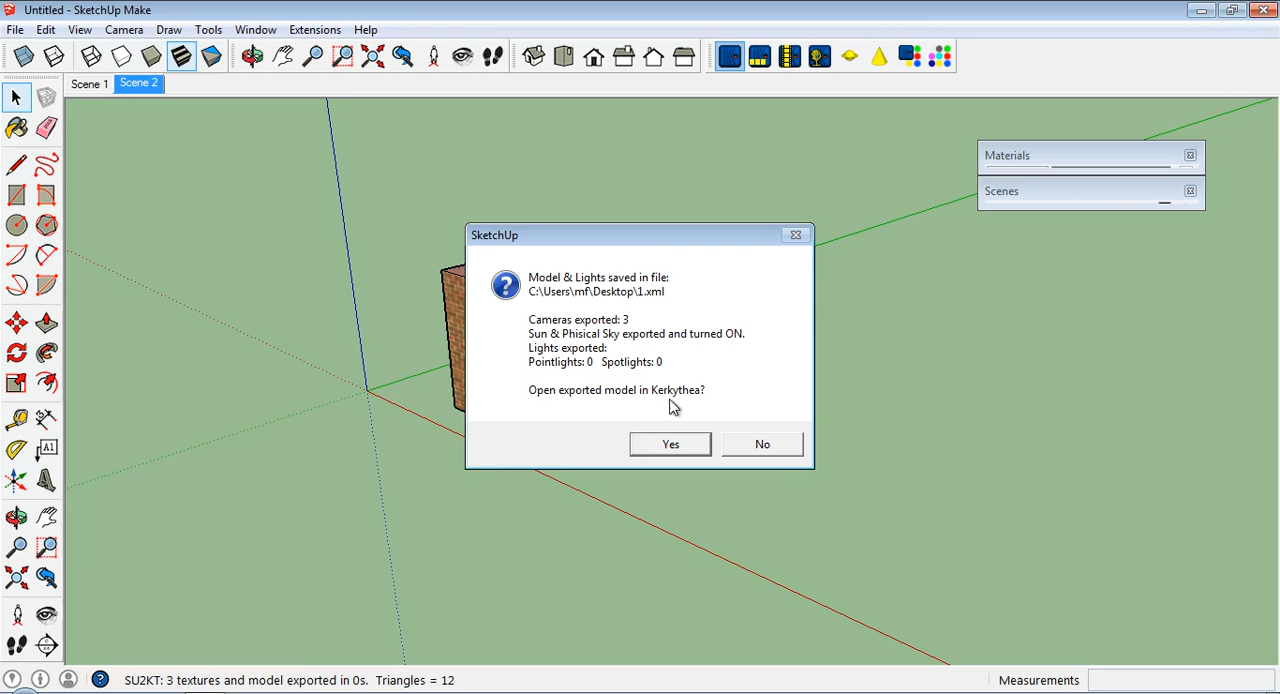 Untitled - SketchUp Make
File Edit View Camera Draw Tools Window Extensions Help
Scene 1 Scene 2
Materials
Scenes
SketchUp
Model & Lights saved in file:
C:\Users\mf\Desktop\1.xml
Cameras exported: 3
Sun & Phisical Sky exported and turned ON.
Lights exported:
Pointlights: 0 Spotlights: 0
Open exported model in Kerkythea?
Yes No
A1
SU2KT: 3 textures and model exported in 0s. Triangles = 12
Measurements